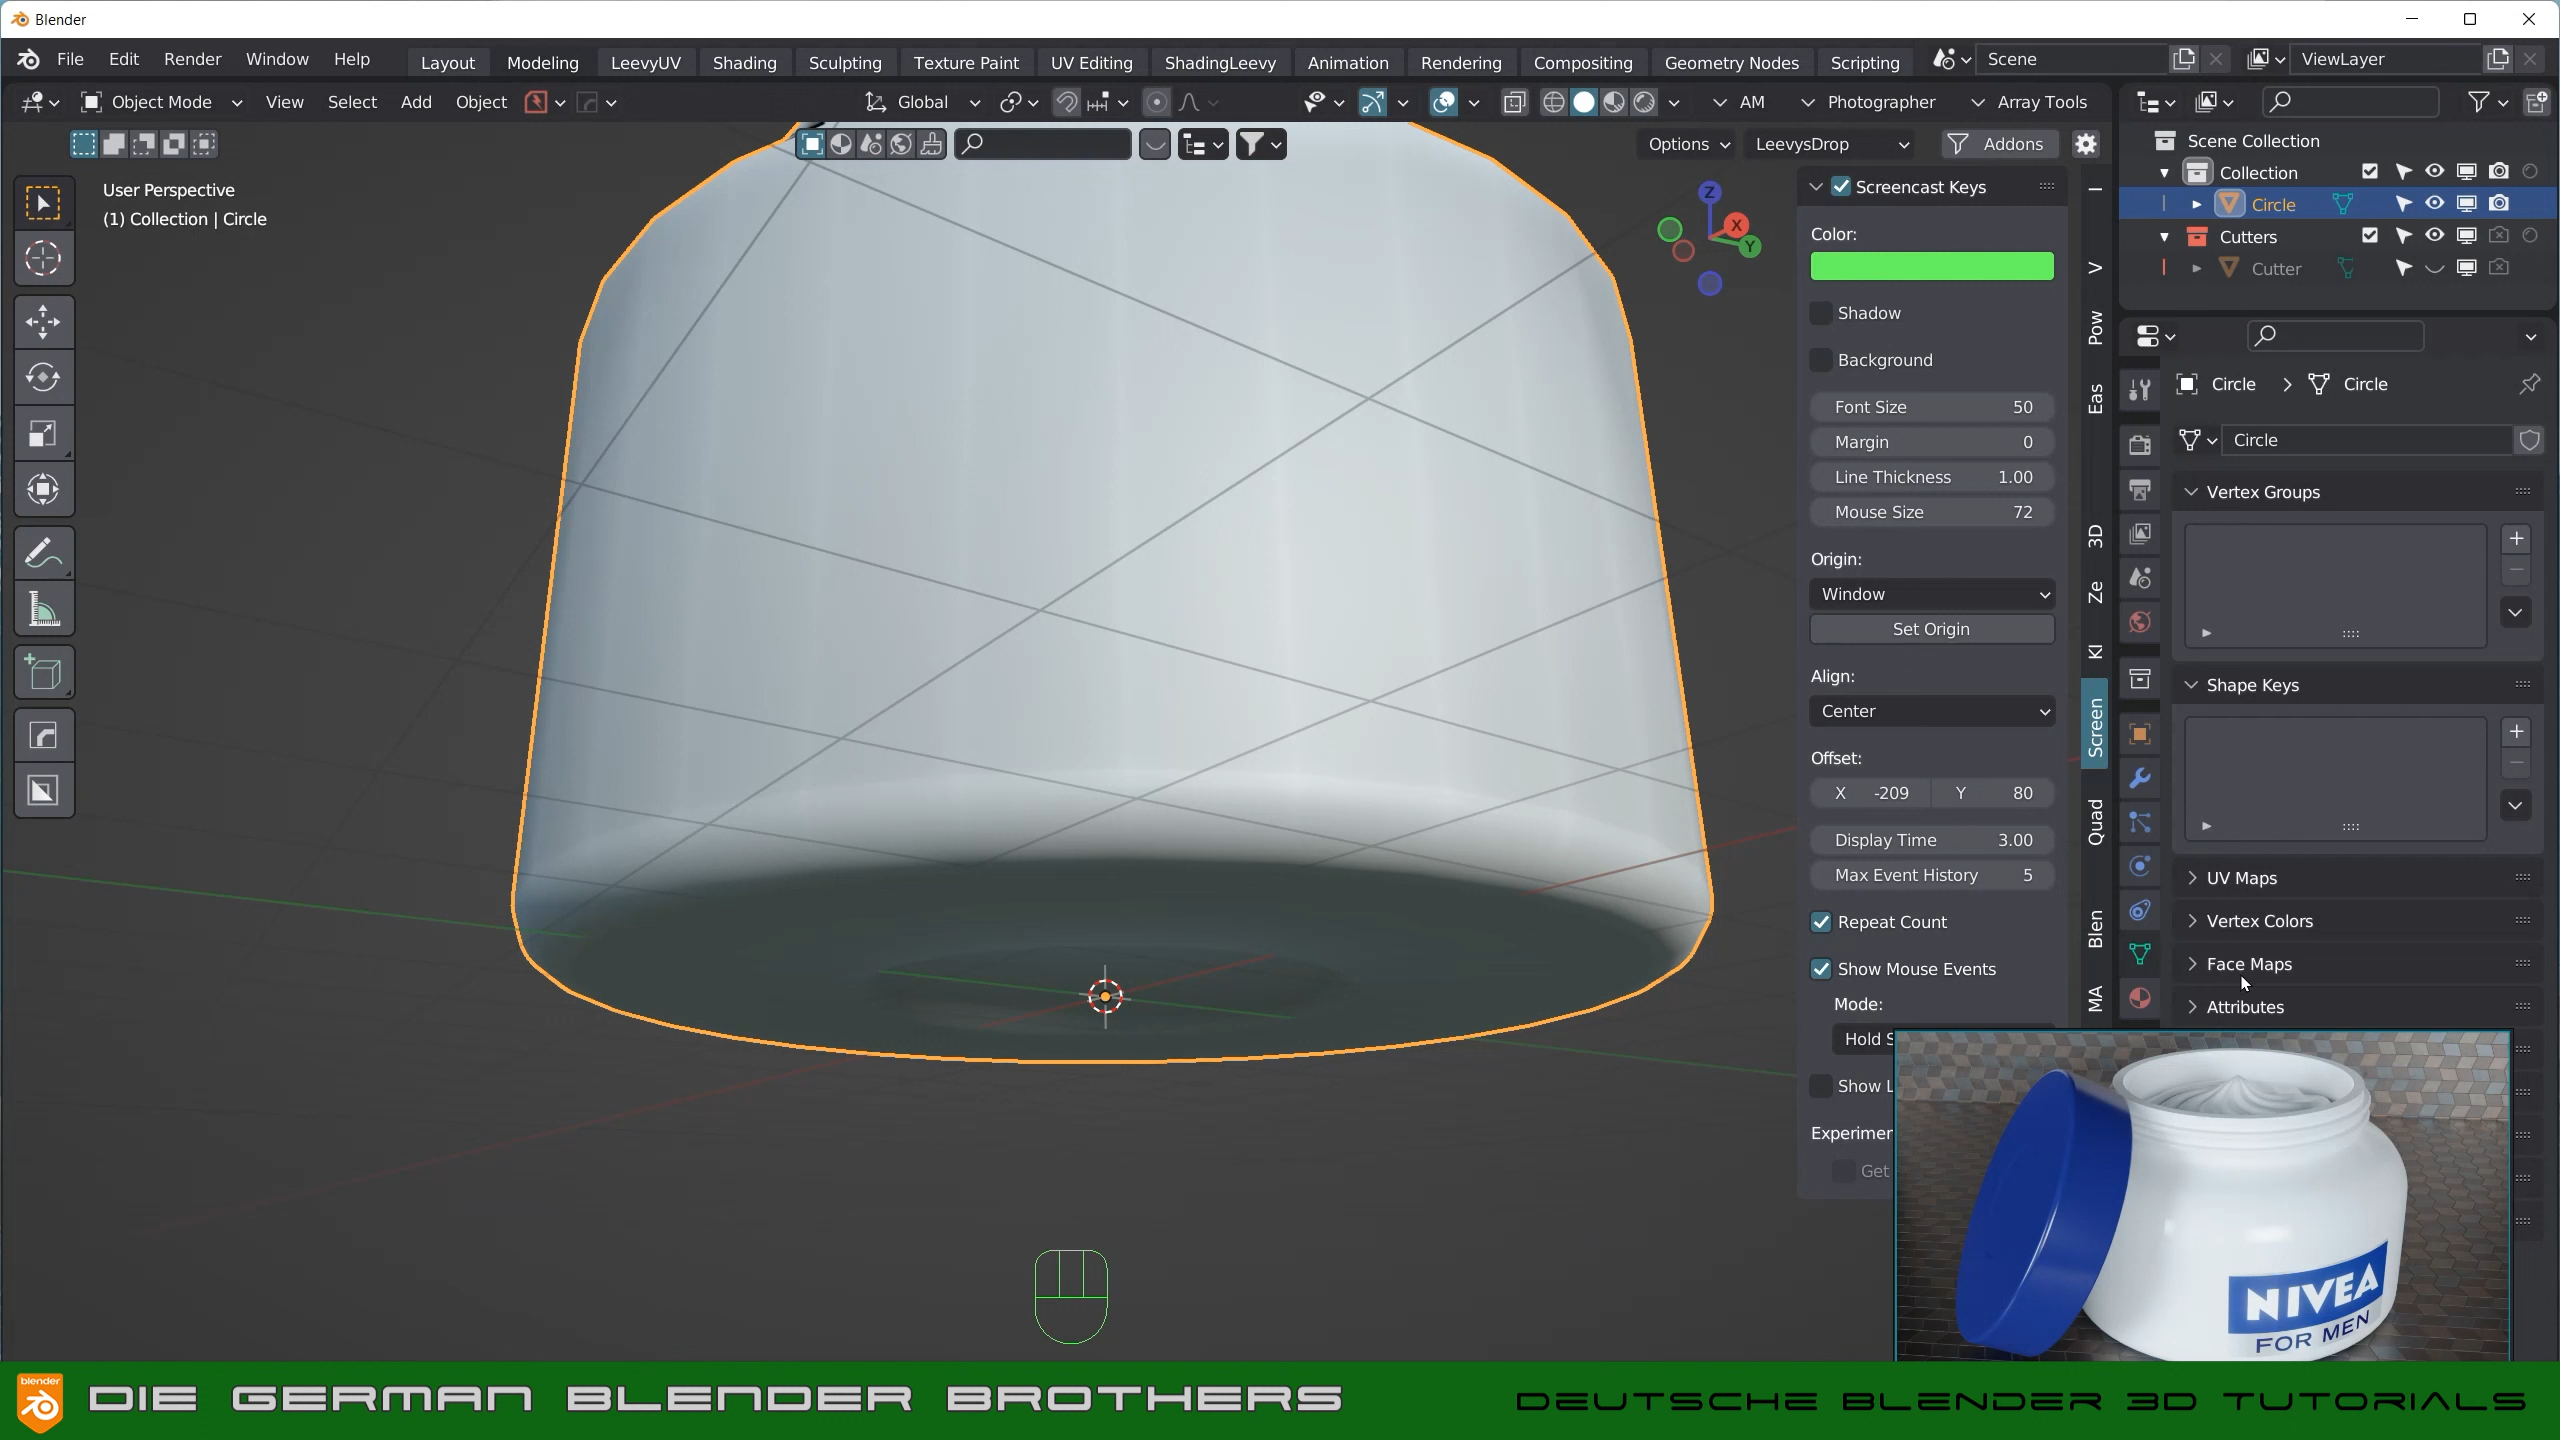 Blender
File Edit Render Window Help
Layout Modeling LeevyUV Shading Sculpting Texture Paint UV Editing ShadingLeevy Animation Rendering Compositing Geometry Nodes Scripting
Scene
ViewLayer
Object Mode View Select Add Object
Global
AM Photographer Array Tools
Options LeevysDrop Addons
User Perspective
(1) Collection | Circle
Z
X
Y
Screencast Keys
Color:
Shadow
Background
Font Size 50
Margin 0
Line Thickness 1.00
Mouse Size 72
Origin:
Window
Set Origin
Align:
Center
Offset:
X -209 Y 80
Display Time 3.00
Max Event History 5
Repeat Count
Show Mouse Events
Mode:
Hold S
Show L
Experimer
Get
I
V
Pow
Eas
3D
Ze
KI
Screen
Quad
Blen
MA
Scene Collection
Collection
Circle
Cutters
Cutter
Circle > Circle
Circle
Vertex Groups
Shape Keys
UV Maps
Vertex Colors
Face Maps
Attributes
NIVEA
FOR MEN
blender
DIE GERMAN BLENDER BROTHERS
DEUTSCHE BLENDER 3D TUTORIALS